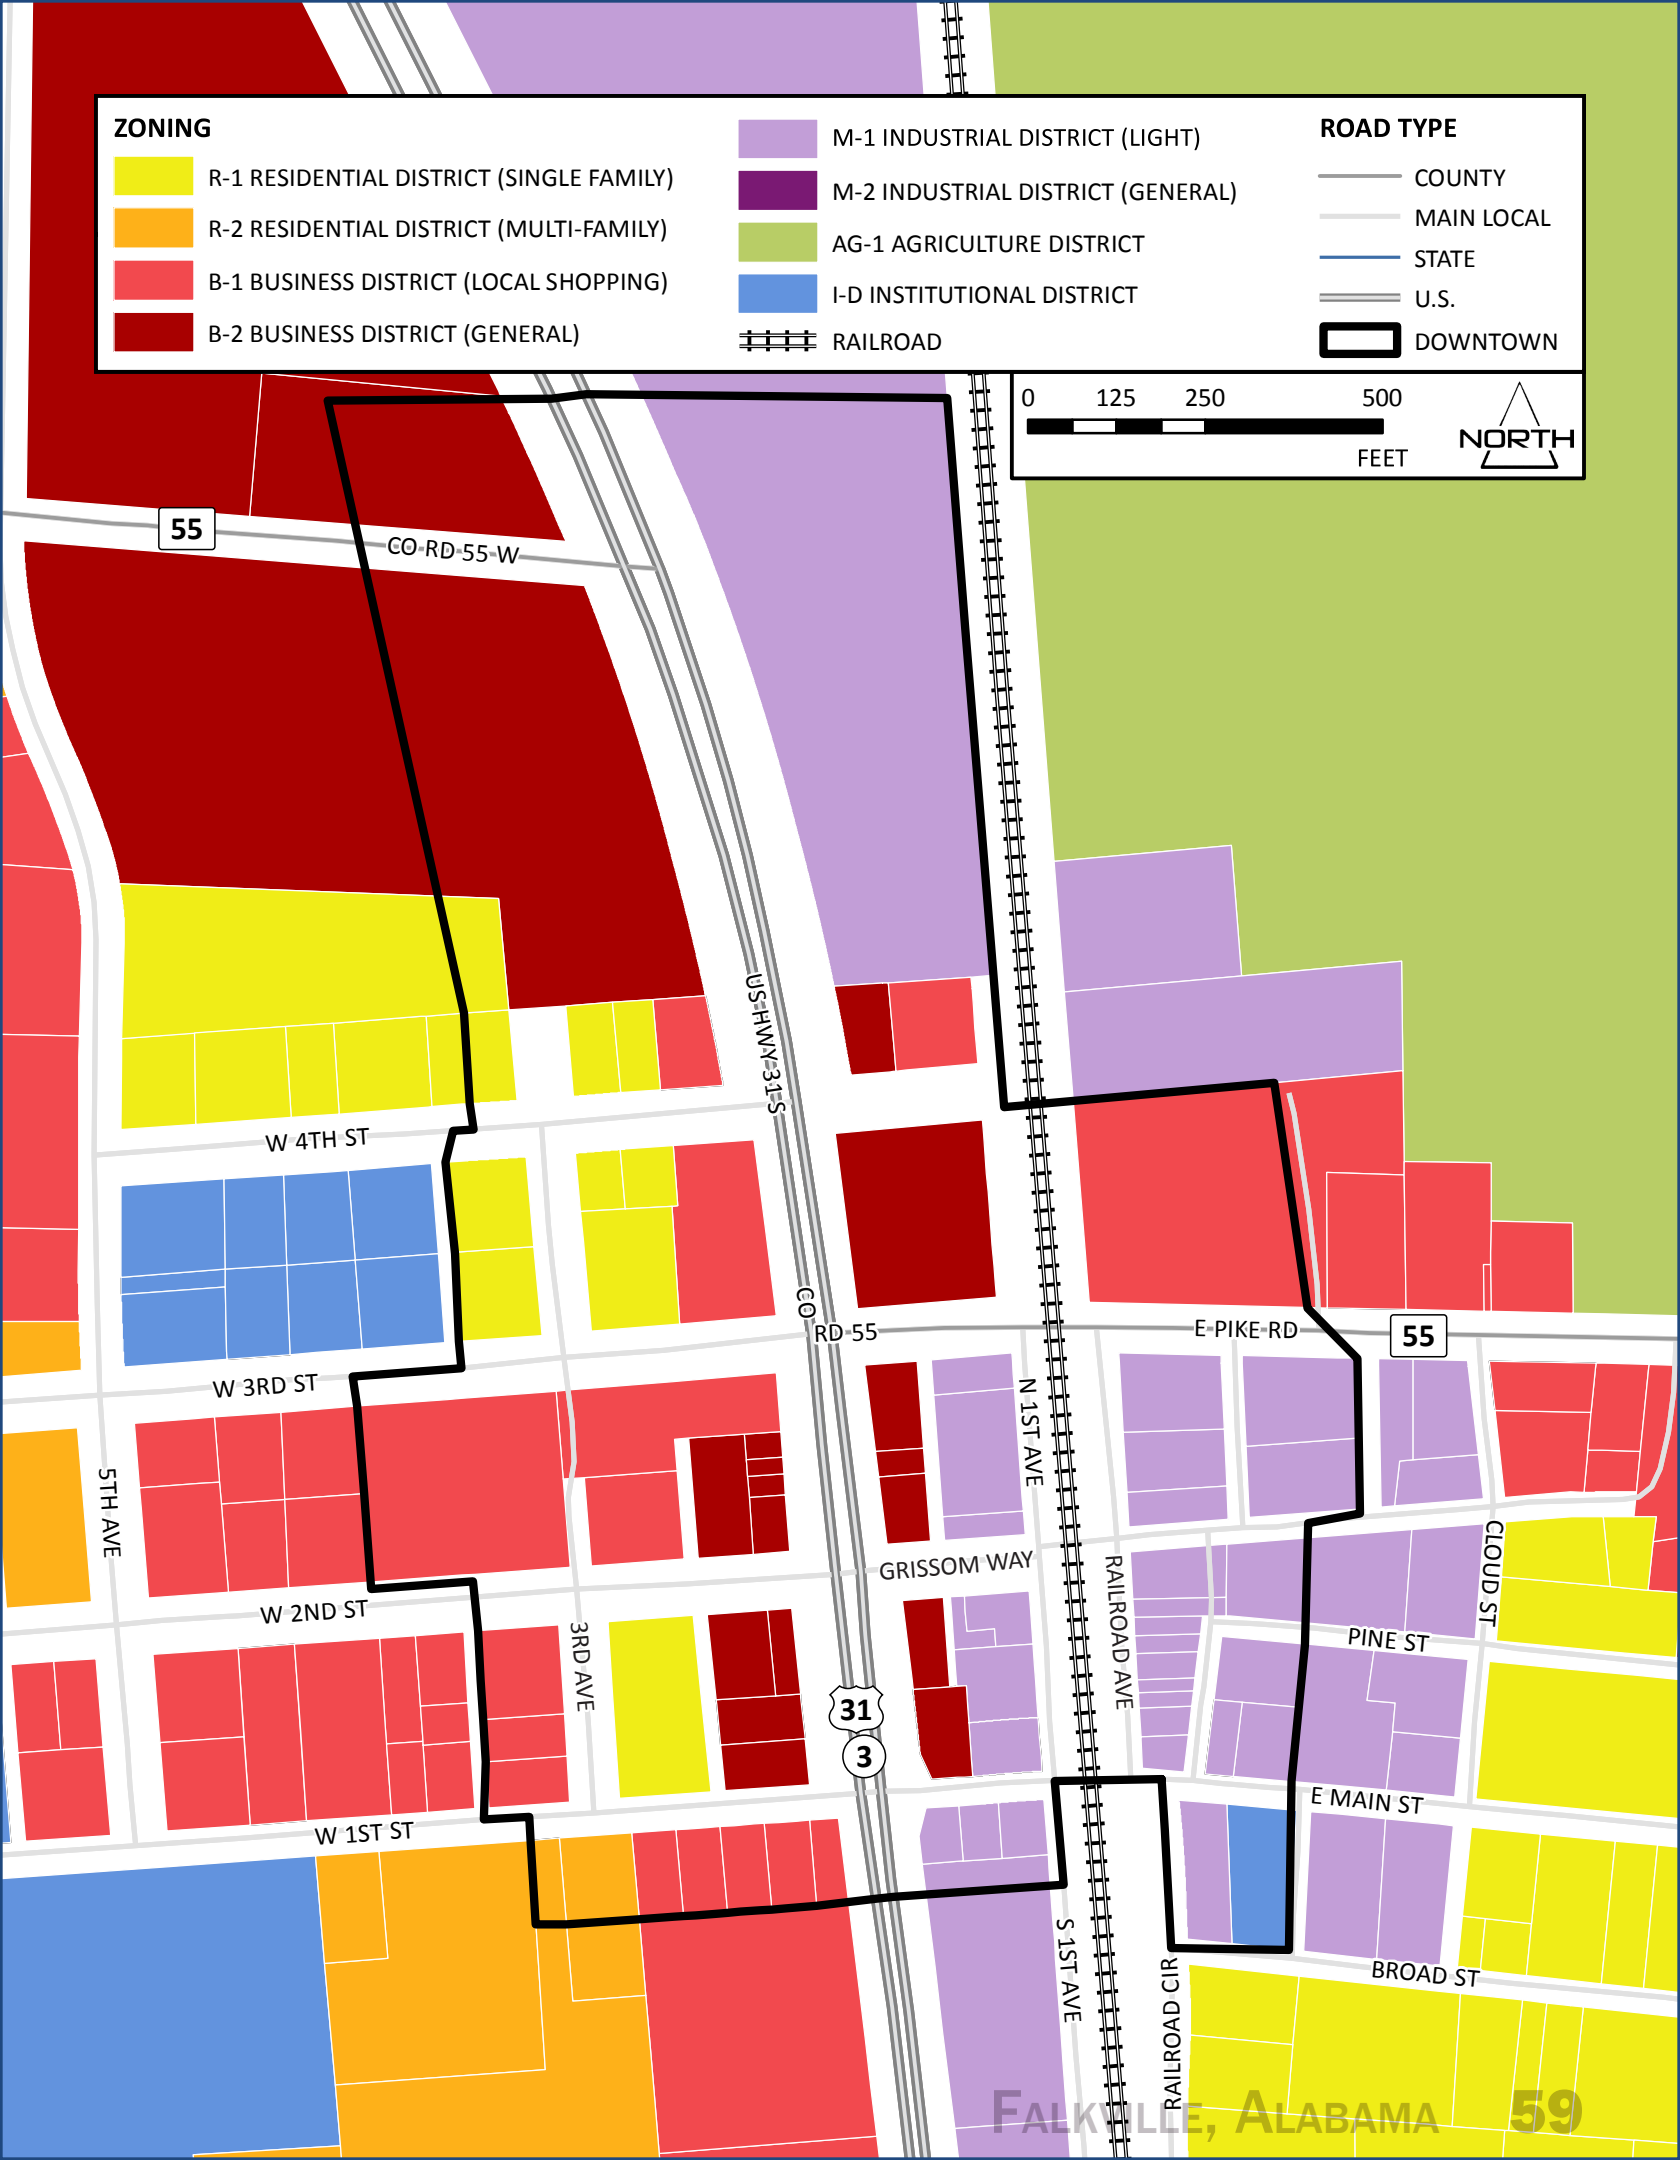 ZONING
R-1 RESIDENTIAL DISTRICT (SINGLE FAMILY)
R-2 RESIDENTIAL DISTRICT (MULTI-FAMILY)
B-1 BUSINESS DISTRICT (LOCAL SHOPPING)
B-2 BUSINESS DISTRICT (GENERAL)
M-1 INDUSTRIAL DISTRICT (LIGHT)
M-2 INDUSTRIAL DISTRICT (GENERAL)
AG-1 AGRICULTURE DISTRICT
I-D INSTITUTIONAL DISTRICT
RAILROAD
ROAD TYPE
COUNTY
MAIN LOCAL
STATE
U.S.
DOWNTOWN
0 125 250 500
FEET
NORTH
55
CO RD 55 W
US HWY 31 S
W 4TH ST
CO RD 55
E PIKE RD
55
W 3RD ST
N 1ST AVE
5TH AVE
GRISSOM WAY
CLOUD ST
RAILROAD AVE
W 2ND ST
3RD AVE
PINE ST
31
3
E MAIN ST
W 1ST ST
S 1ST AVE
RAILROAD CIR
BROAD ST
FALKVILLE, ALABAMA 59